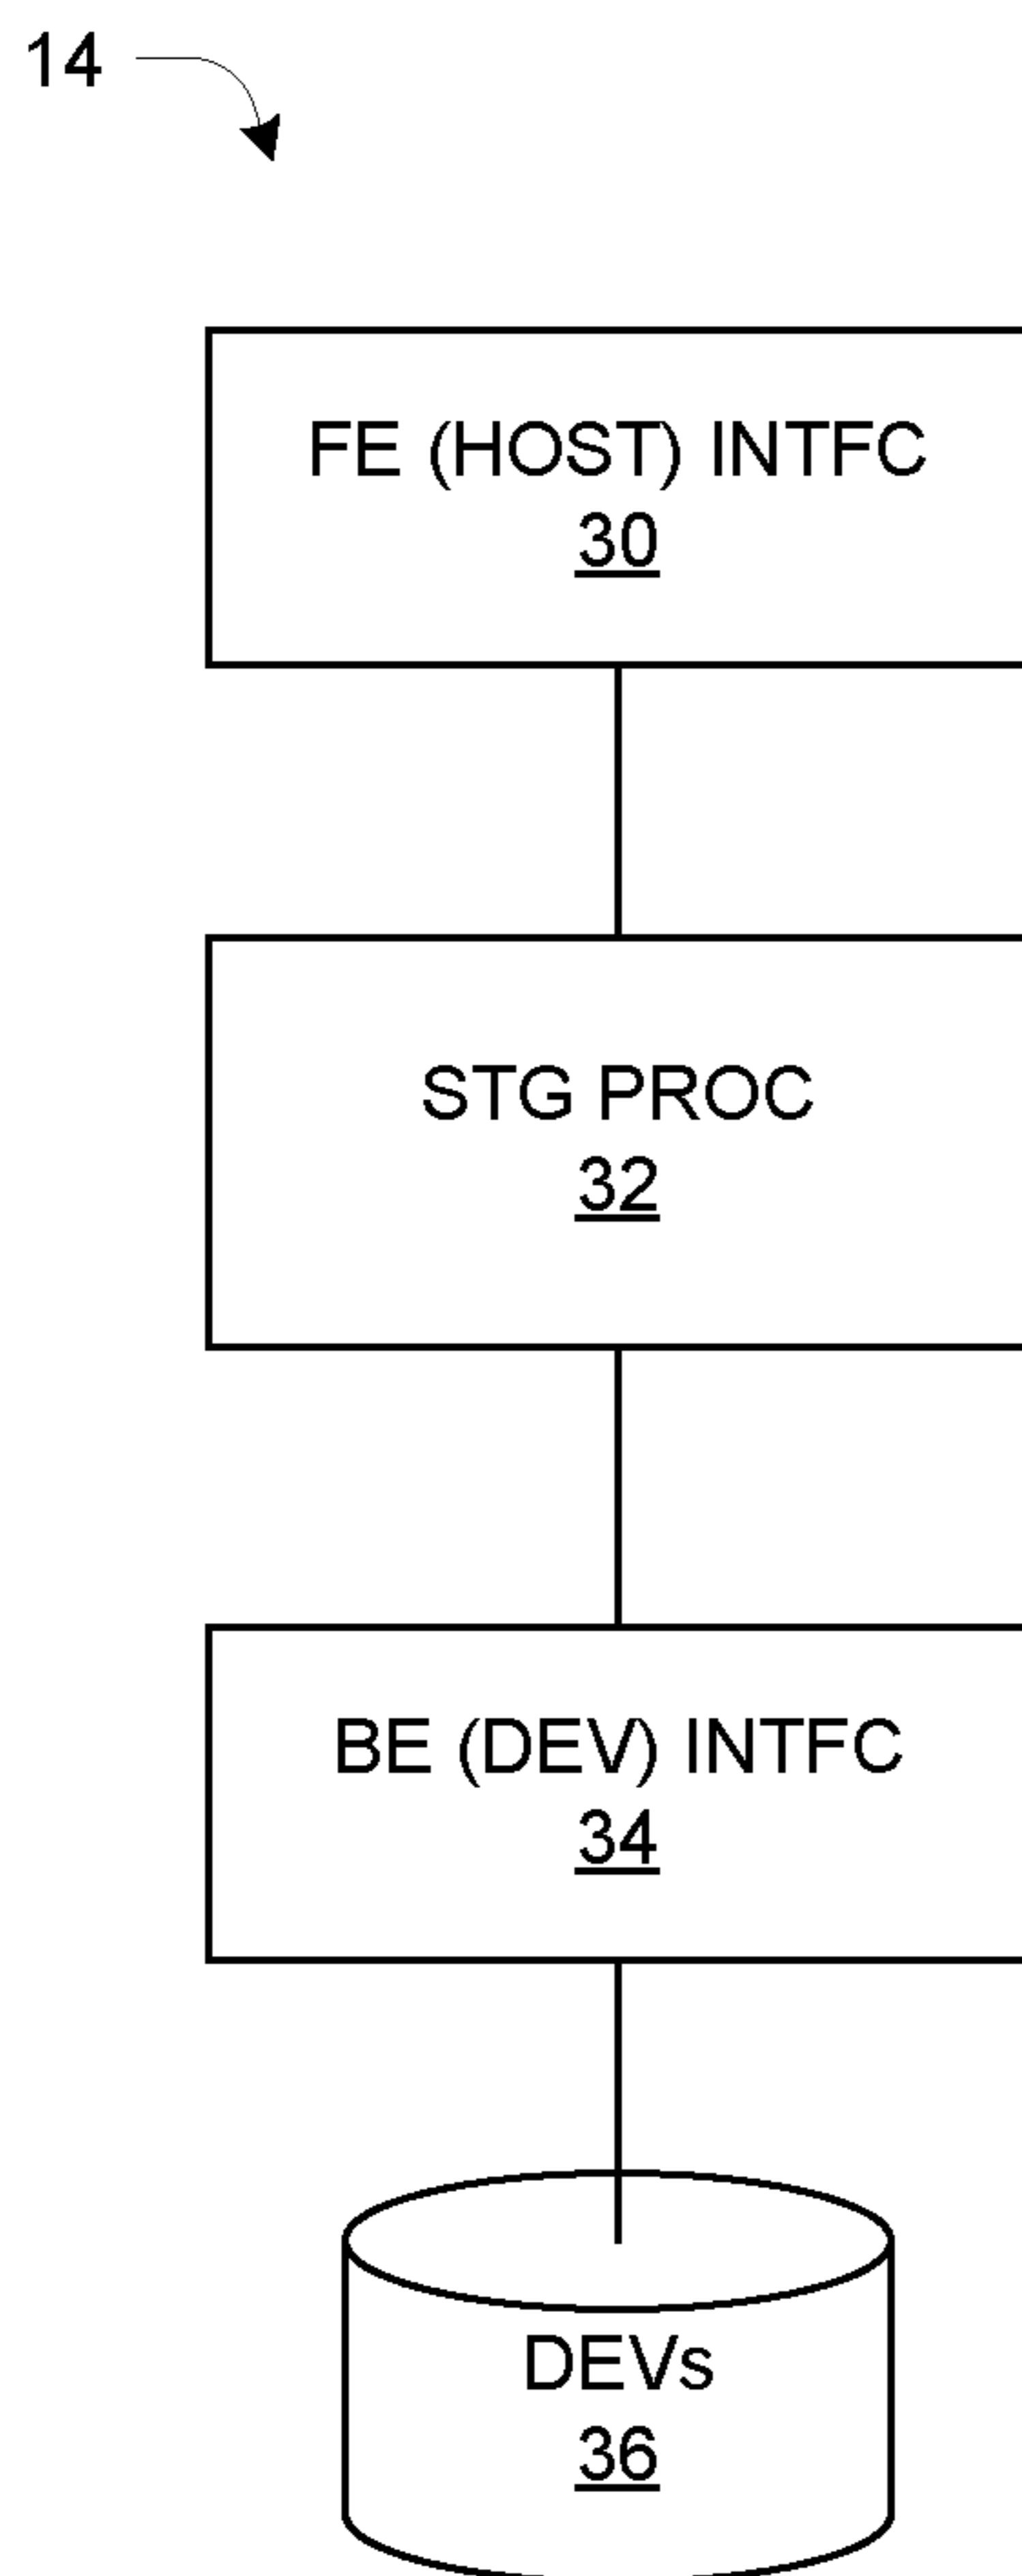 14
FE (HOST) INTFC
30
STG PROC
32
BE (DEV) INTFC
34
DEVs
36